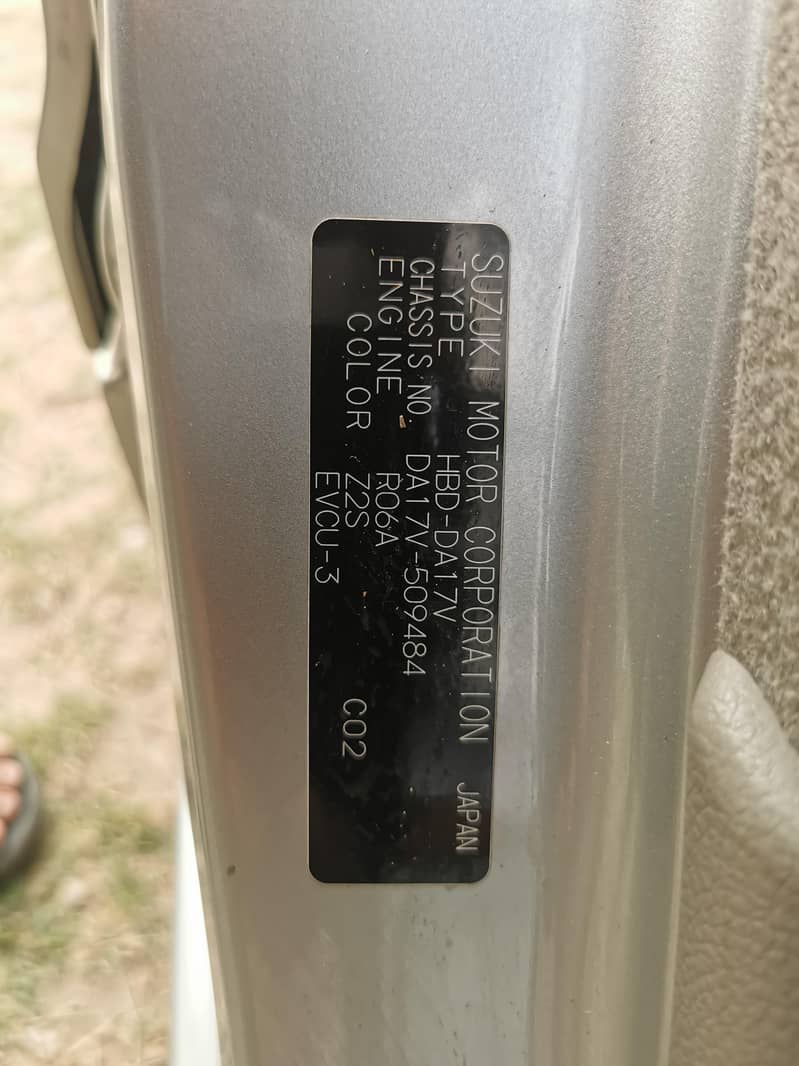 SUZUKI MOTOR CORPORATION JAPAN
TYPE HBD-DA17V
CHASSIS NO. DA17V-509484
ENGINE R06A
COLOR Z2S C02
EVCU-3